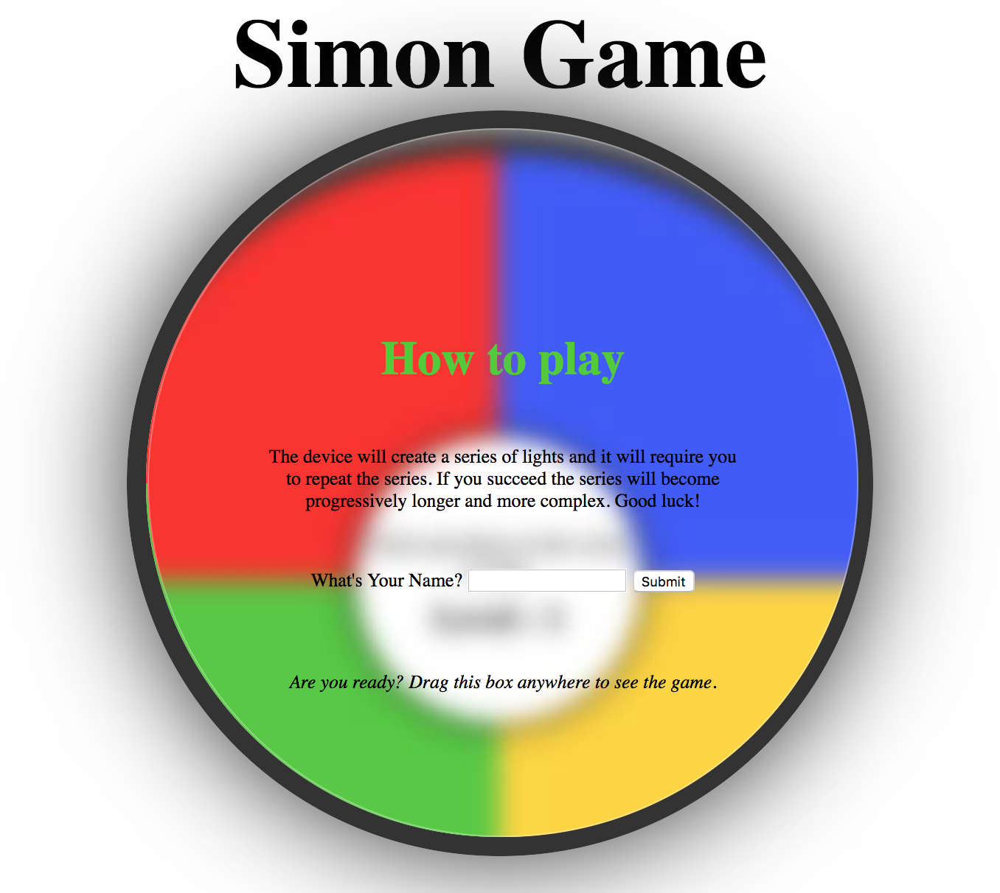 Simon Game
How to play
The device will create a series of lights and it will require you
to repeat the series. If you succeed the series will become
progressively longer and more complex. Good luck!
What's Your Name? Submit
Are you ready? Drag this box anywhere to see the game.